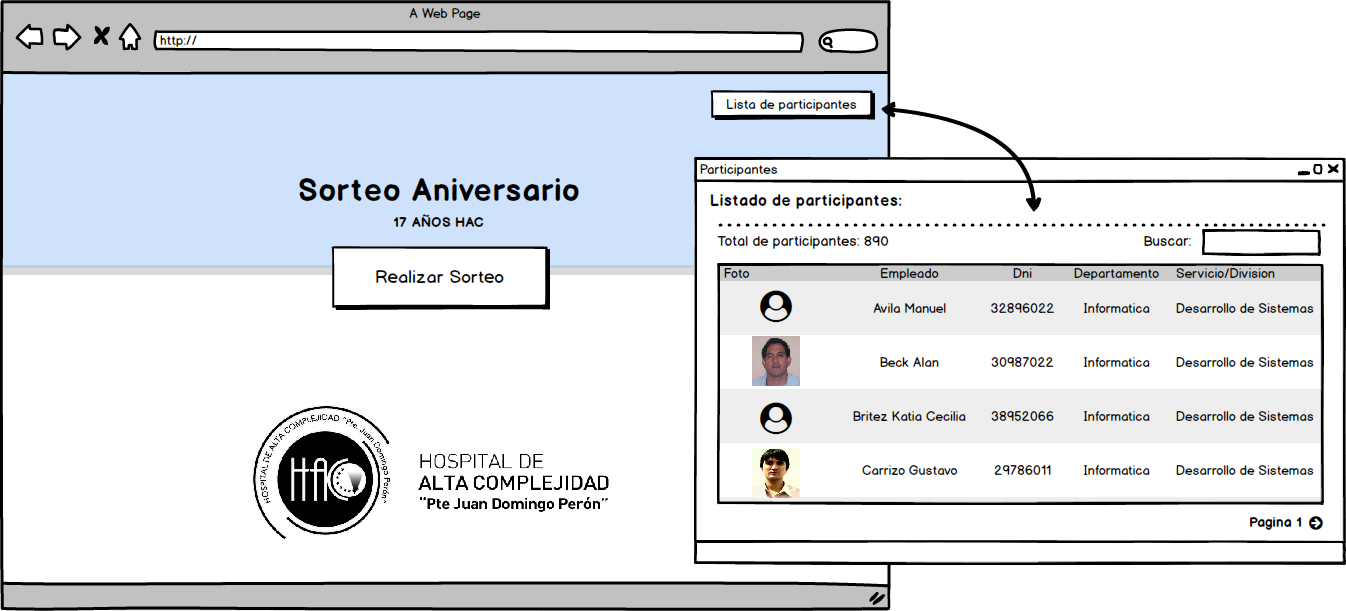 A Web Page
http://
Lista de participantes
Sorteo Aniversario
17 AÑOS HAC
Realizar Sorteo
HOSPITAL DE ALTA COMPLEJIDAD "Pte. Juan Domingo Perón"
HAC
HOSPITAL DE
ALTA COMPLEJIDAD
"Pte Juan Domingo Perón"
Participantes
Listado de participantes:
Total de participantes: 890 Buscar:
Foto Empleado Dni Departamento Servicio/Division
Avila Manuel 32896022 Informatica Desarrollo de Sistemas
Beck Alan 30987022 Informatica Desarrollo de Sistemas
Britez Katia Cecilia 38952066 Informatica Desarrollo de Sistemas
Carrizo Gustavo 29786011 Informatica Desarrollo de Sistemas
Pagina 1